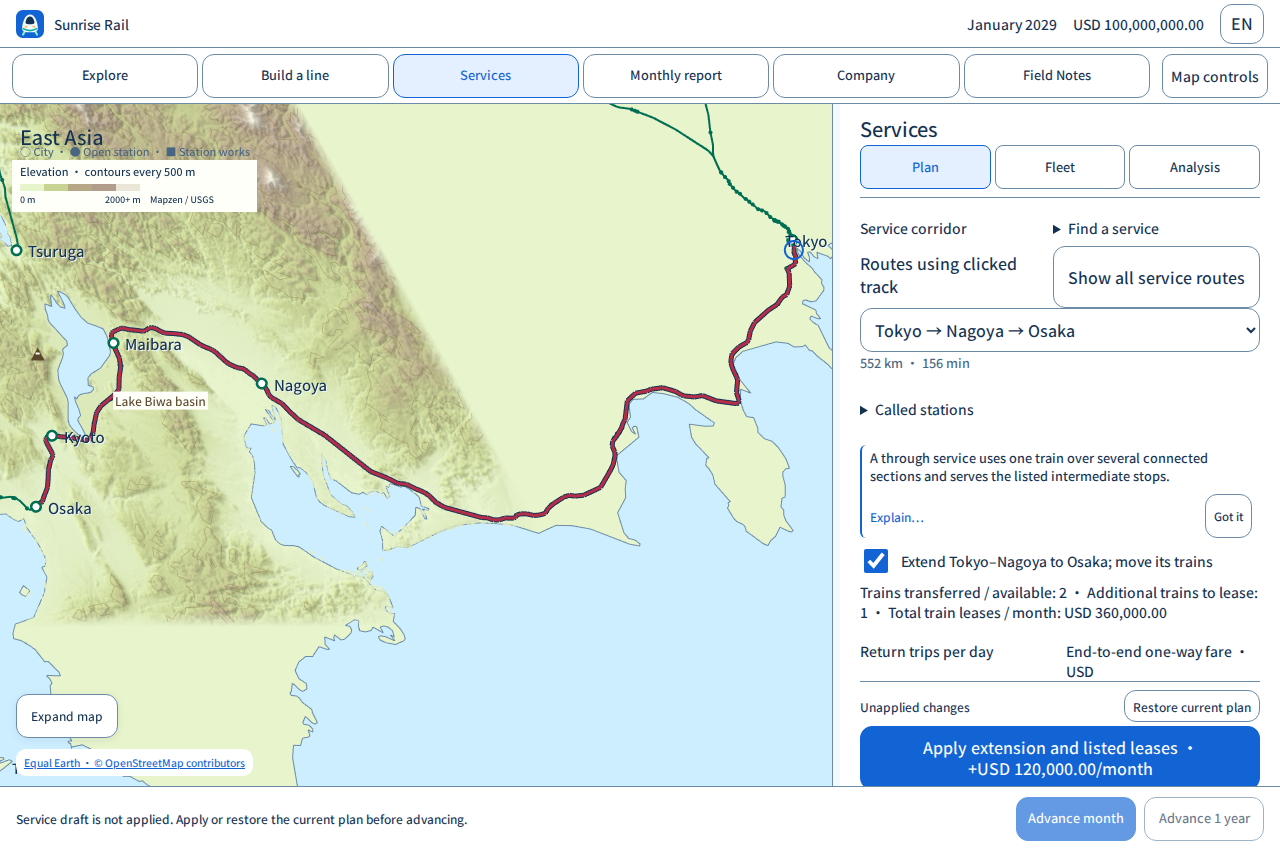 Sunrise Rail
January 2029 USD 100,000,000.00 EN
Explore
Build a line
Services
Monthly report
Company
Field Notes
Map controls
East Asia
City · Open station · Station works
Elevation · contours every 500 m
0 m 2000+ m Mapzen / USGS
Tsuruga
Tokyo
Maibara
Nagoya
Lake Biwa basin
Kyoto
Osaka
Expand map
Equal Earth · © OpenStreetMap contributors
Services
Plan
Fleet
Analysis
Service corridor
Find a service
Routes using clicked
track
Show all service routes
Tokyo → Nagoya → Osaka
552 km · 156 min
Called stations
A through service uses one train over several connected
sections and serves the listed intermediate stops.
Explain…
Got it
Extend Tokyo–Nagoya to Osaka; move its trains
Trains transferred / available: 2 · Additional trains to lease:
1 · Total train leases / month: USD 360,000.00
Return trips per day
End-to-end one-way fare ·
USD
Unapplied changes
Restore current plan
Apply extension and listed leases ·
+USD 120,000.00/month
Service draft is not applied. Apply or restore the current plan before advancing.
Advance month
Advance 1 year